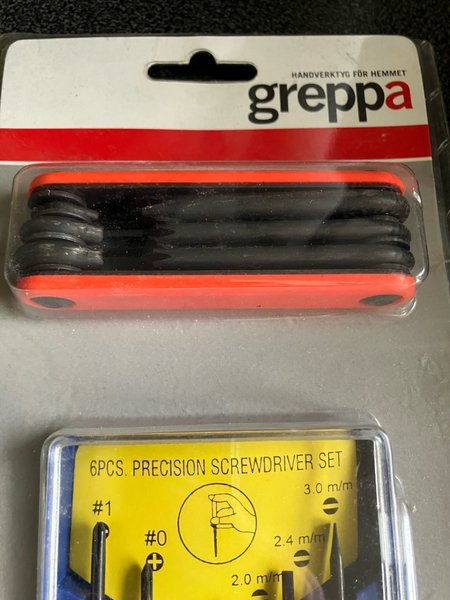 HANDVERKTYG FÖR HEMMET
greppa
6PCS. PRECISION SCREWDRIVER SET
3.0 m/m
#1
#0
2.4 m/m
2.0 m/m